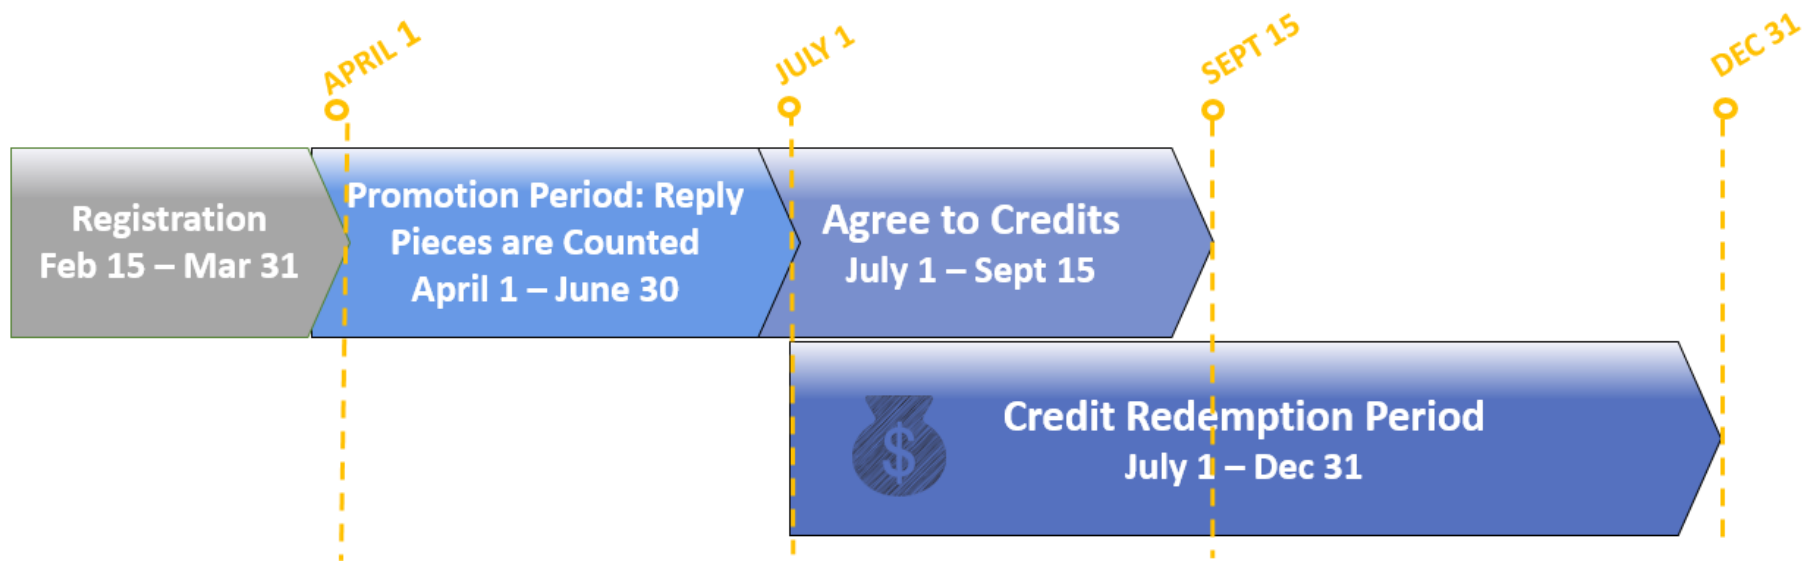 APRIL 1
JULY 1
SEPT 15
DEC 31
Registration
Feb 15 – Mar 31
Promotion Period: Reply
Pieces are Counted
April 1 – June 30
Agree to Credits
July 1 – Sept 15
$
Credit Redemption Period
July 1 – Dec 31